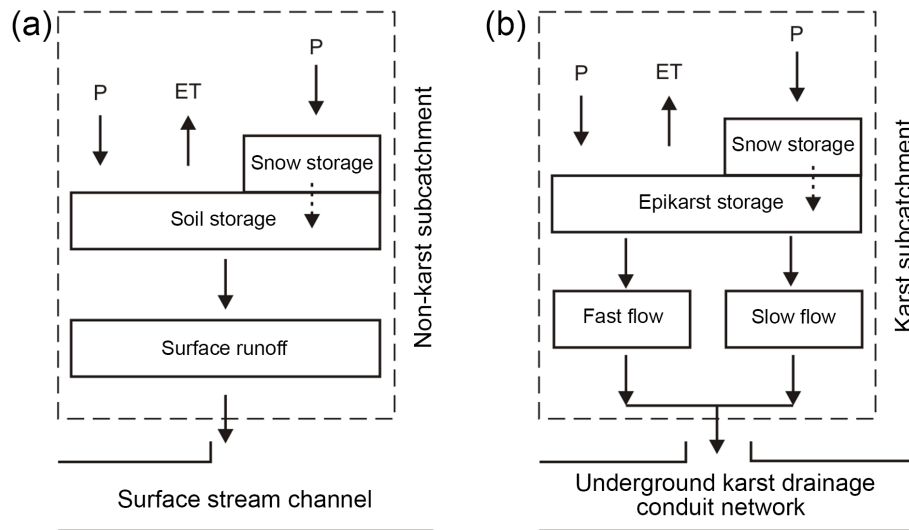 (a)
P
P
ET
Snow storage
Soil storage
Surface runoff
Non-karst subcatchment
Surface stream channel
(b)
P
P
ET
Snow storage
Epikarst storage
Fast flow
Slow flow
Karst subcatchment
Underground karst drainage
conduit network